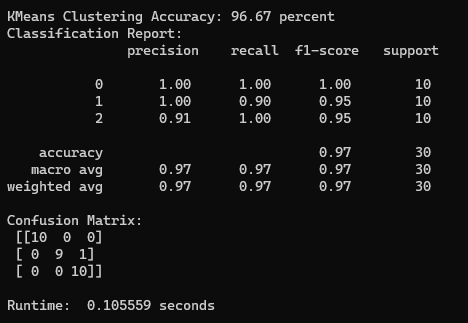 KMeans Clustering Accuracy: 96.67 percent
Classification Report:
              precision    recall  f1-score   support

           0       1.00      1.00      1.00        10
           1       1.00      0.90      0.95        10
           2       0.91      1.00      0.95        10

    accuracy                           0.97        30
   macro avg       0.97      0.97      0.97        30
weighted avg       0.97      0.97      0.97        30

Confusion Matrix:
 [[10  0  0]
 [ 0  9  1]
 [ 0  0 10]]

Runtime:  0.105559 seconds